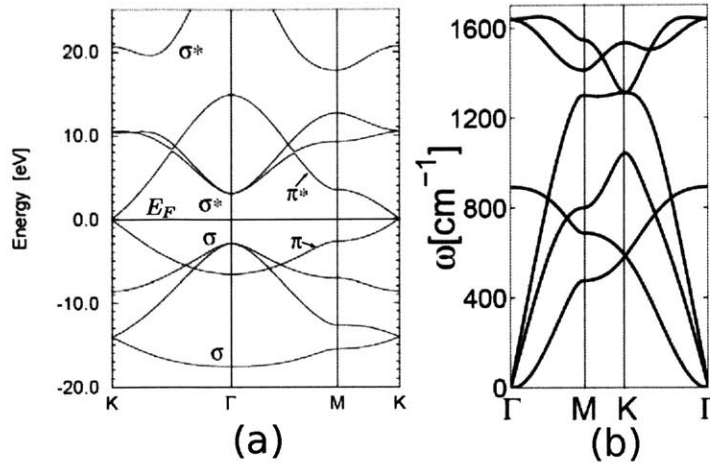 Energy [eV]
20.0
10.0
0.0
-10.0
-20.0
σ*
E_F
σ*
π*
σ
π
σ
K
Γ
M
K
(a)
ω[cm⁻¹]
1600
1200
800
400
0
Γ
M
K
Γ
(b)